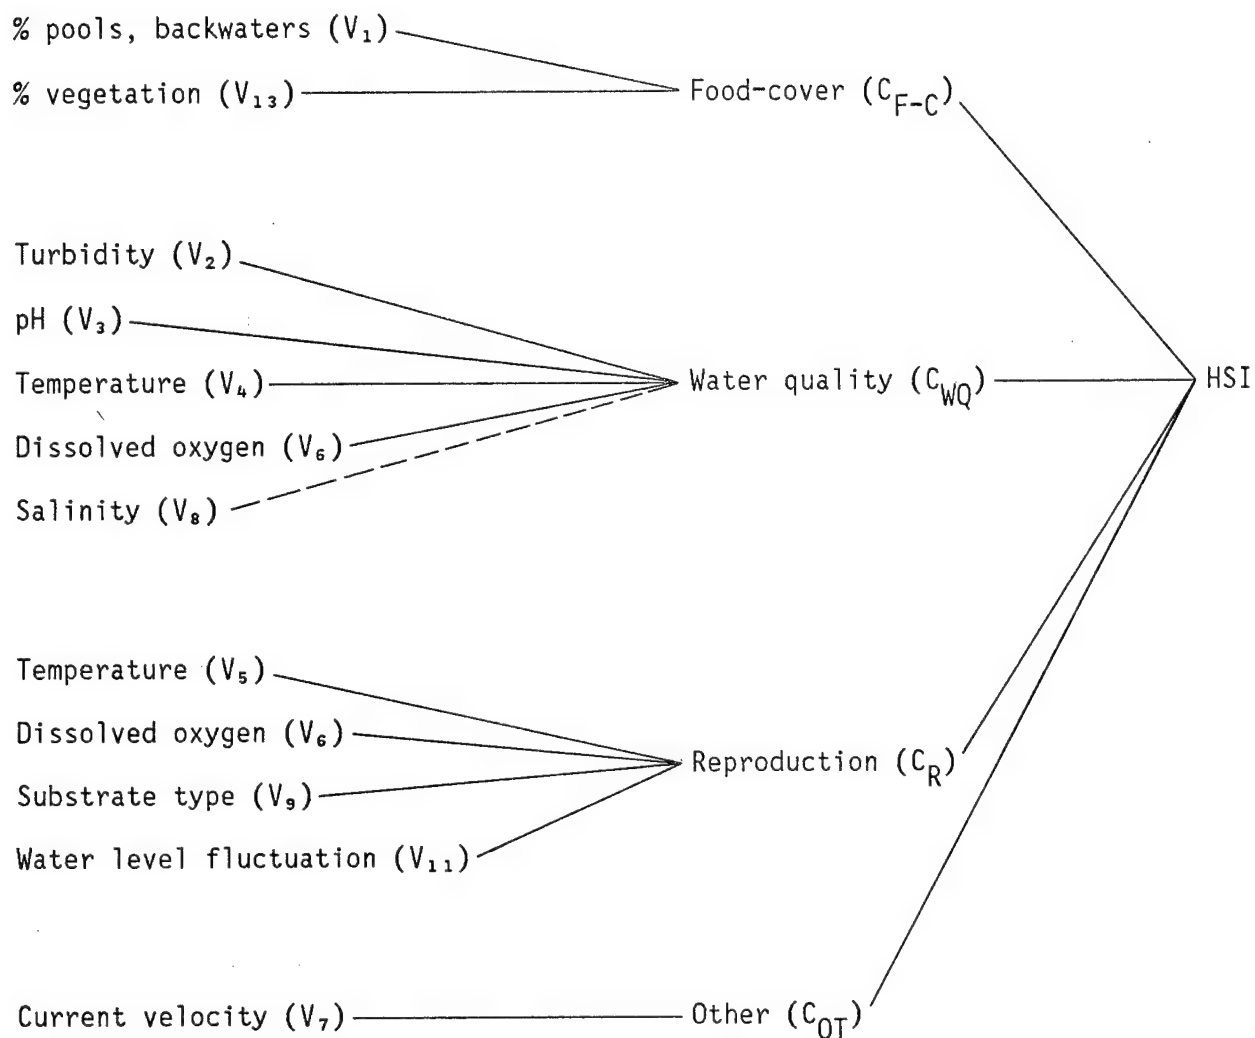 % pools, backwaters (V₁)
% vegetation (V₁₃)
Food-cover (C_F-C)
Turbidity (V₂)
pH (V₃)
Temperature (V₄)
Water quality (C_WQ)
HSI
Dissolved oxygen (V₆)
Salinity (V₈)
Temperature (V₅)
Dissolved oxygen (V₆)
Reproduction (C_R)
Substrate type (V₉)
Water level fluctuation (V₁₁)
Current velocity (V₇)
Other (C_OT)